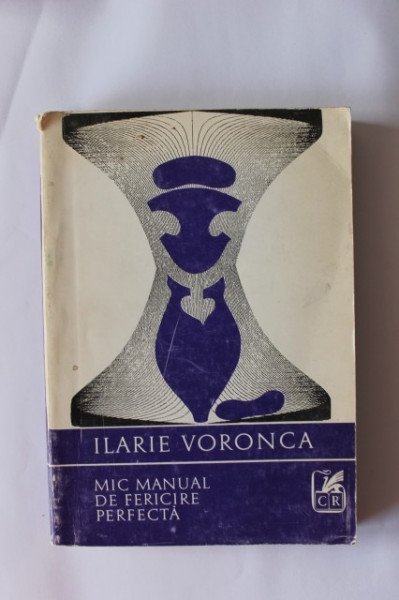 ILARIE VORONCA
MIC MANUAL
DE FERICIRE
PERFECTĂ
CR